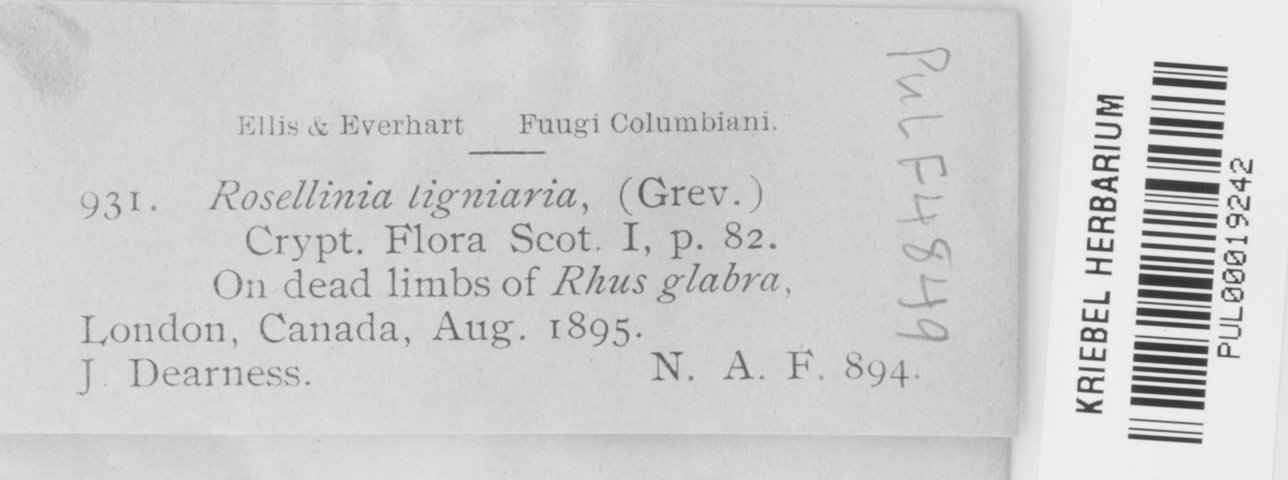 Ellis & Everhart Fuugi Columbiani.
931. Rosellinia ligniaria, (Grev.)
Crypt. Flora Scot. I, p. 82.
On dead limbs of Rhus glabra,
London, Canada, Aug. 1895.
J. Dearness. N. A. F. 894.
PUL F4849
KRIEBEL HERBARIUM
PUL00019242